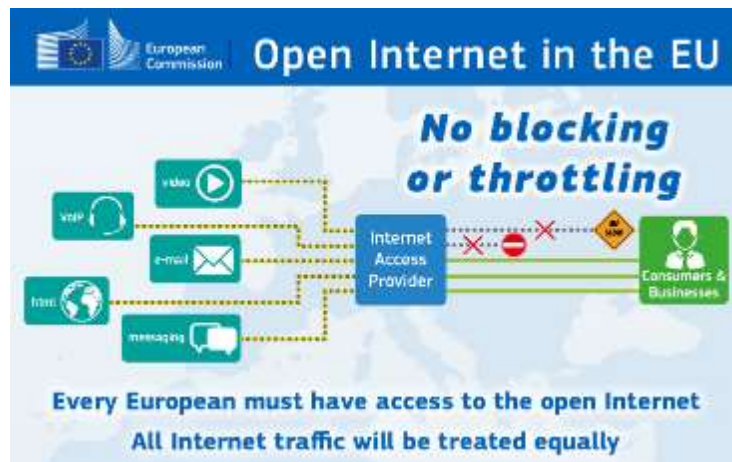 European
Commission
Open Internet in the EU
No blocking
or throttling
video
VoIP
e-mail
html
messaging
Internet
Access
Provider
Consumers &
Businesses
Every European must have access to the open Internet
All Internet traffic will be treated equally